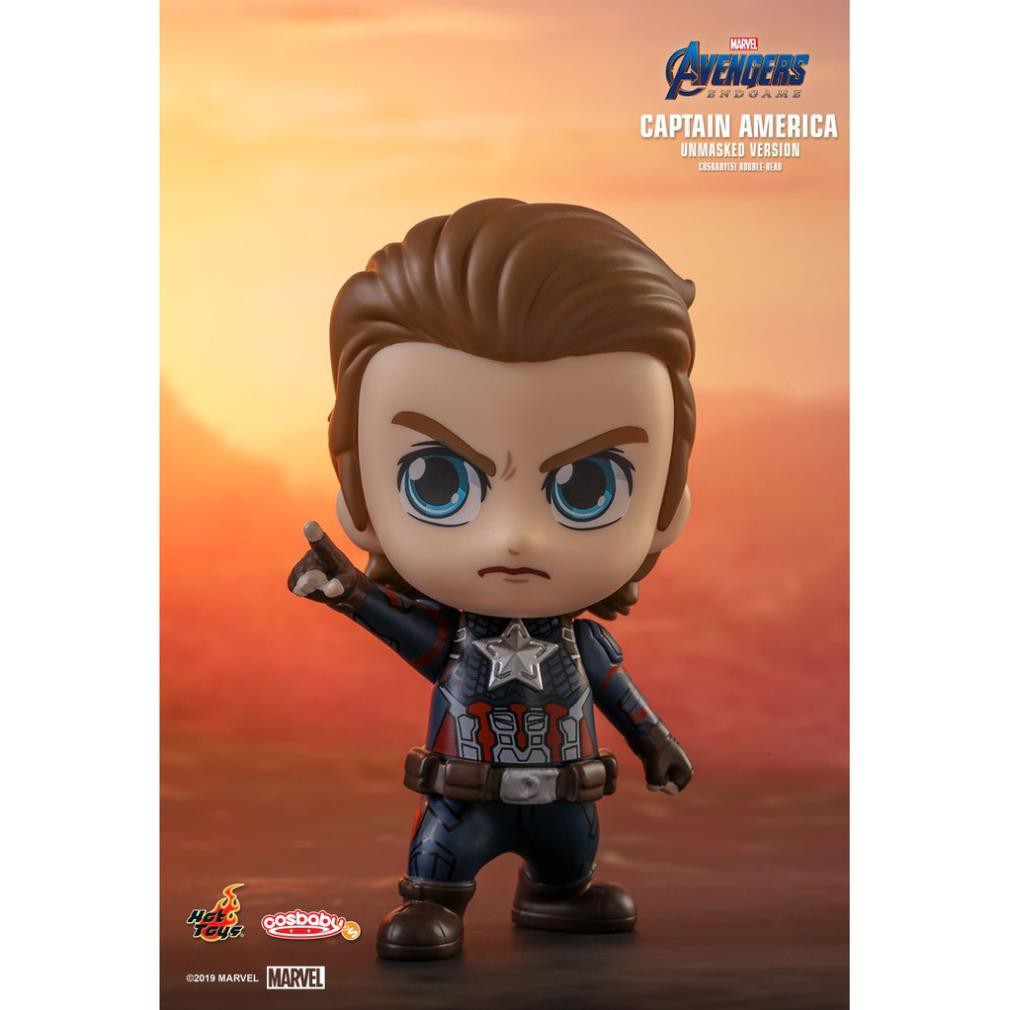 MARVEL
AVENGERS
ENDGAME
CAPTAIN AMERICA
UNMASKED VERSION
COSBABY(S) BOBBLE-HEAD
Hot Toys
cosbaby(S)
©2019 MARVEL MARVEL